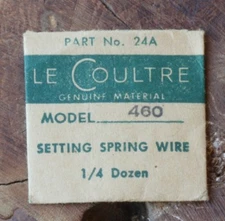 PART No. 24A
LE COULTRE
GENUINE MATERIAL
MODEL 460
SETTING SPRING WIRE
1/4 Dozen